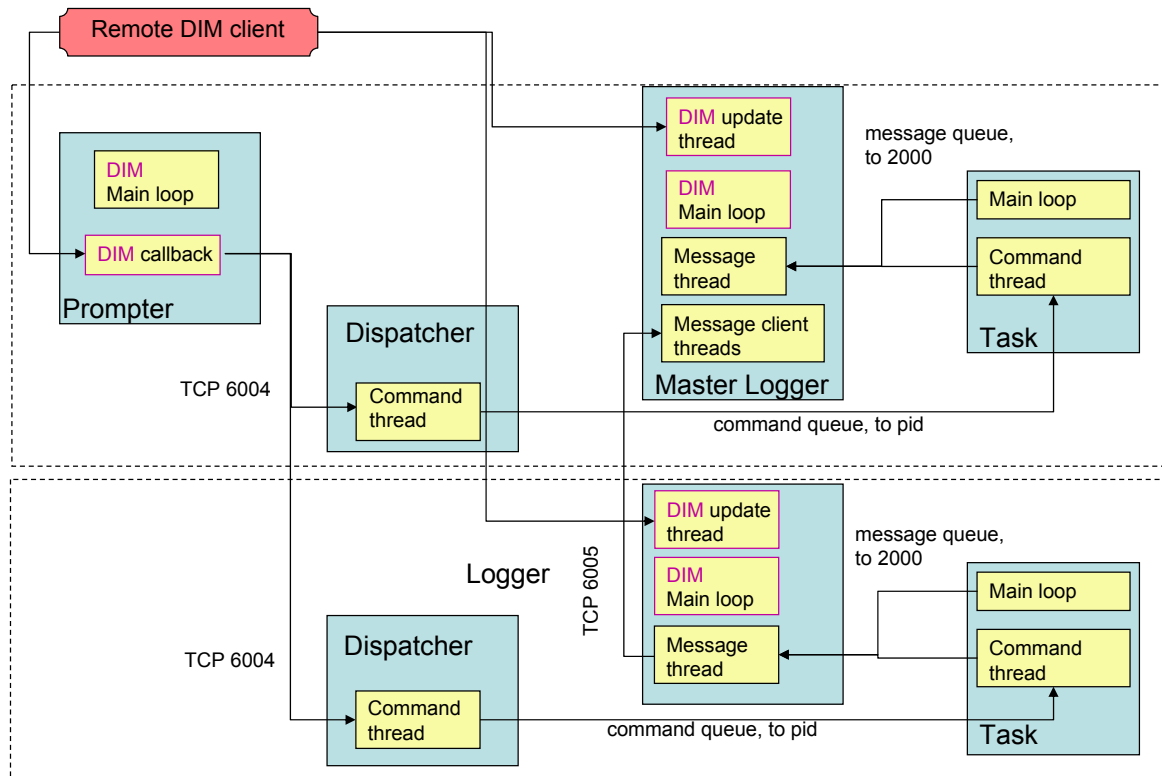 Remote DIM client
DIM
Main loop
DIM callback
Prompter
TCP 6004
Dispatcher
Command
thread
DIM update
thread
DIM
Main loop
Message
thread
Message client
threads
Master Logger
message queue,
to 2000
Main loop
Command
thread
Task
command queue, to pid
TCP 6004
Logger
Dispatcher
Command
thread
TCP 6005
DIM update
thread
DIM
Main loop
Message
thread
message queue,
to 2000
Main loop
Command
thread
Task
command queue, to pid